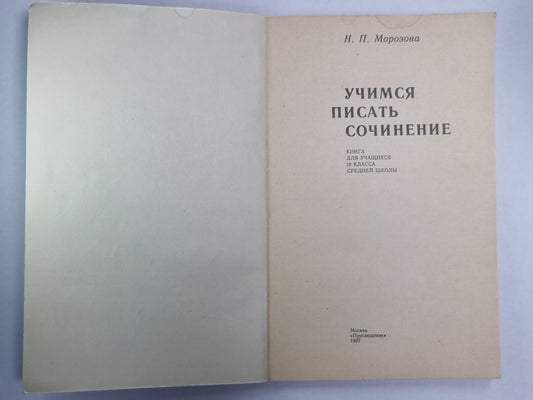 Н. П. Морозова
УЧИМСЯ
ПИСАТЬ
СОЧИНЕНИЕ
КНИГА
ДЛЯ УЧАЩИХСЯ
10 КЛАССА
СРЕДНЕЙ ШКОЛЫ
Москва
«Просвещение»
1987